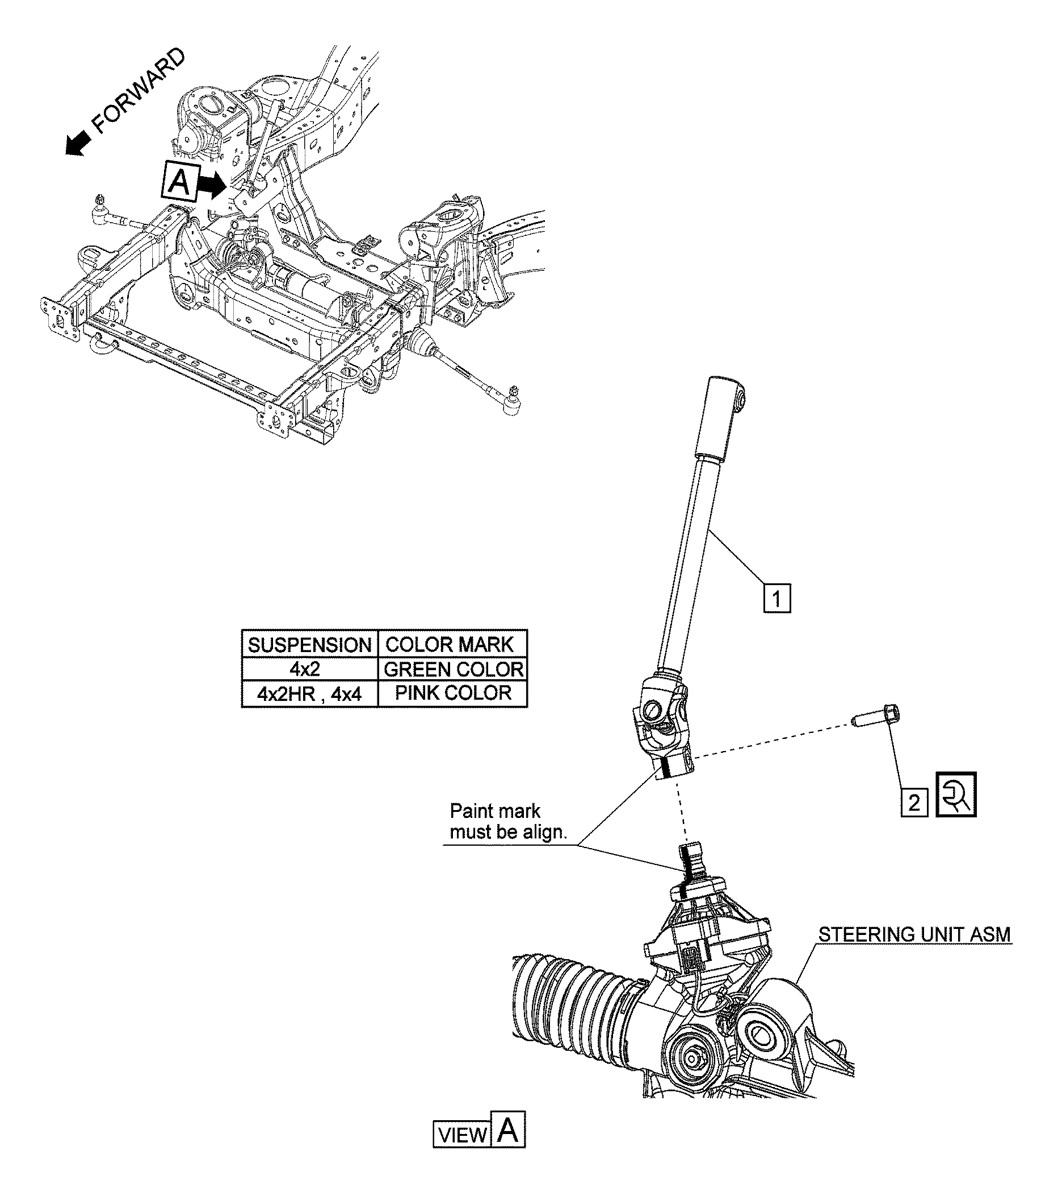 FORWARD
A
1
SUSPENSION COLOR MARK
4x2 GREEN COLOR
4x2HR , 4x4 PINK COLOR
2
Paint mark
must be align.
STEERING UNIT ASM
VIEW A